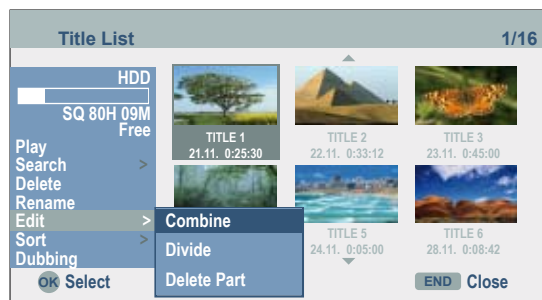 Title List 1/16
HDD
SQ 80H 09M
Free
Play
Search >
Delete
Rename
Edit >
Sort >
Dubbing
Combine
Divide
Delete Part
TITLE 1
21.11. 0:25:30
TITLE 2
22.11. 0:33:12
TITLE 3
23.11. 0:45:00
TITLE 5
24.11. 0:05:00
TITLE 6
28.11. 0:08:42
OK Select
END Close